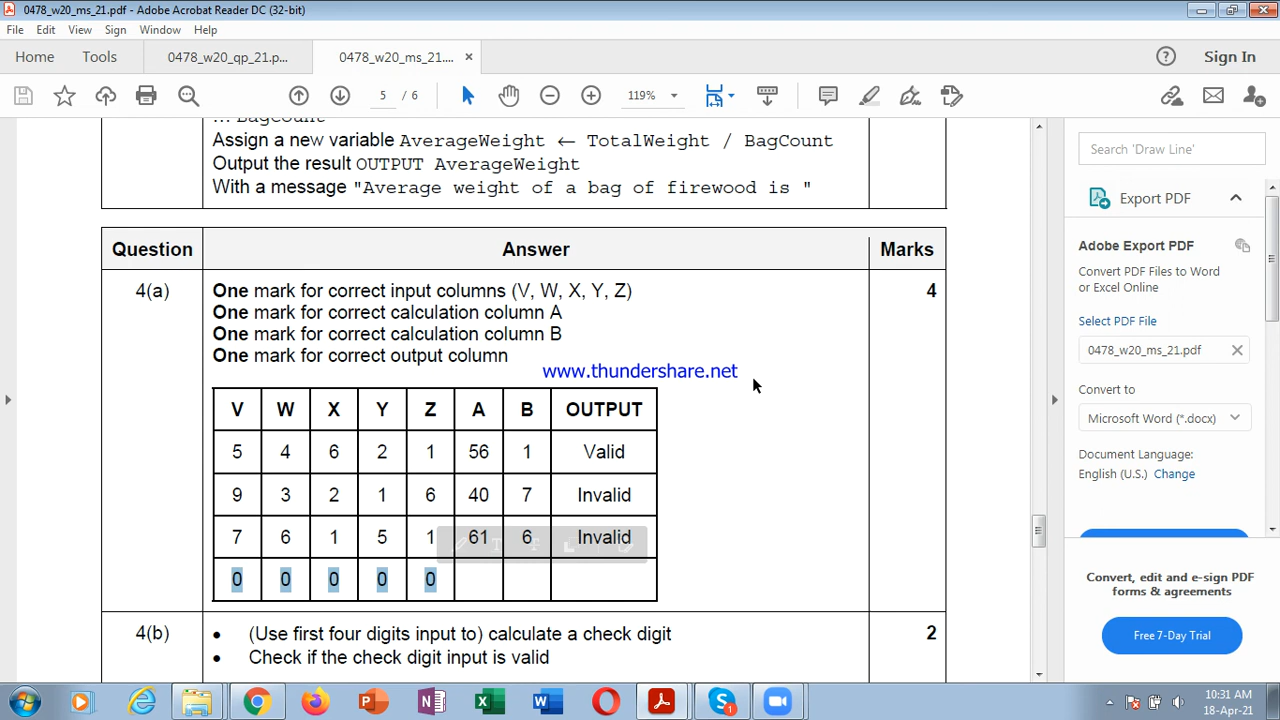 0478_w20_ms_21.pdf - Adobe Acrobat Reader DC (32-bit)
File Edit View Sign Window Help
Home Tools 0478_w20_qp_21.p... 0478_w20_ms_21.... × Sign In
5 / 6 119%
... BagCount
Assign a new variable AverageWeight ← TotalWeight / BagCount
Output the result OUTPUT AverageWeight
With a message "Average weight of a bag of firewood is "
Question Answer Marks
4(a) One mark for correct input columns (V, W, X, Y, Z) 4
One mark for correct calculation column A
One mark for correct calculation column B
One mark for correct output column
www.thundershare.net
V W X Y Z A B OUTPUT
5 4 6 2 1 56 1 Valid
9 3 2 1 6 40 7 Invalid
7 6 1 5 1 61 6 Invalid
0 0 0 0 0
4(b) • (Use first four digits input to) calculate a check digit 2
• Check if the check digit input is valid
Search 'Draw Line'
Export PDF
Adobe Export PDF
Convert PDF Files to Word
or Excel Online
Select PDF File
0478_w20_ms_21.pdf
Convert to
Microsoft Word (*.docx)
Document Language:
English (U.S.) Change
Convert, edit and e-sign PDF
forms & agreements
Free 7-Day Trial
10:31 AM
18-Apr-21